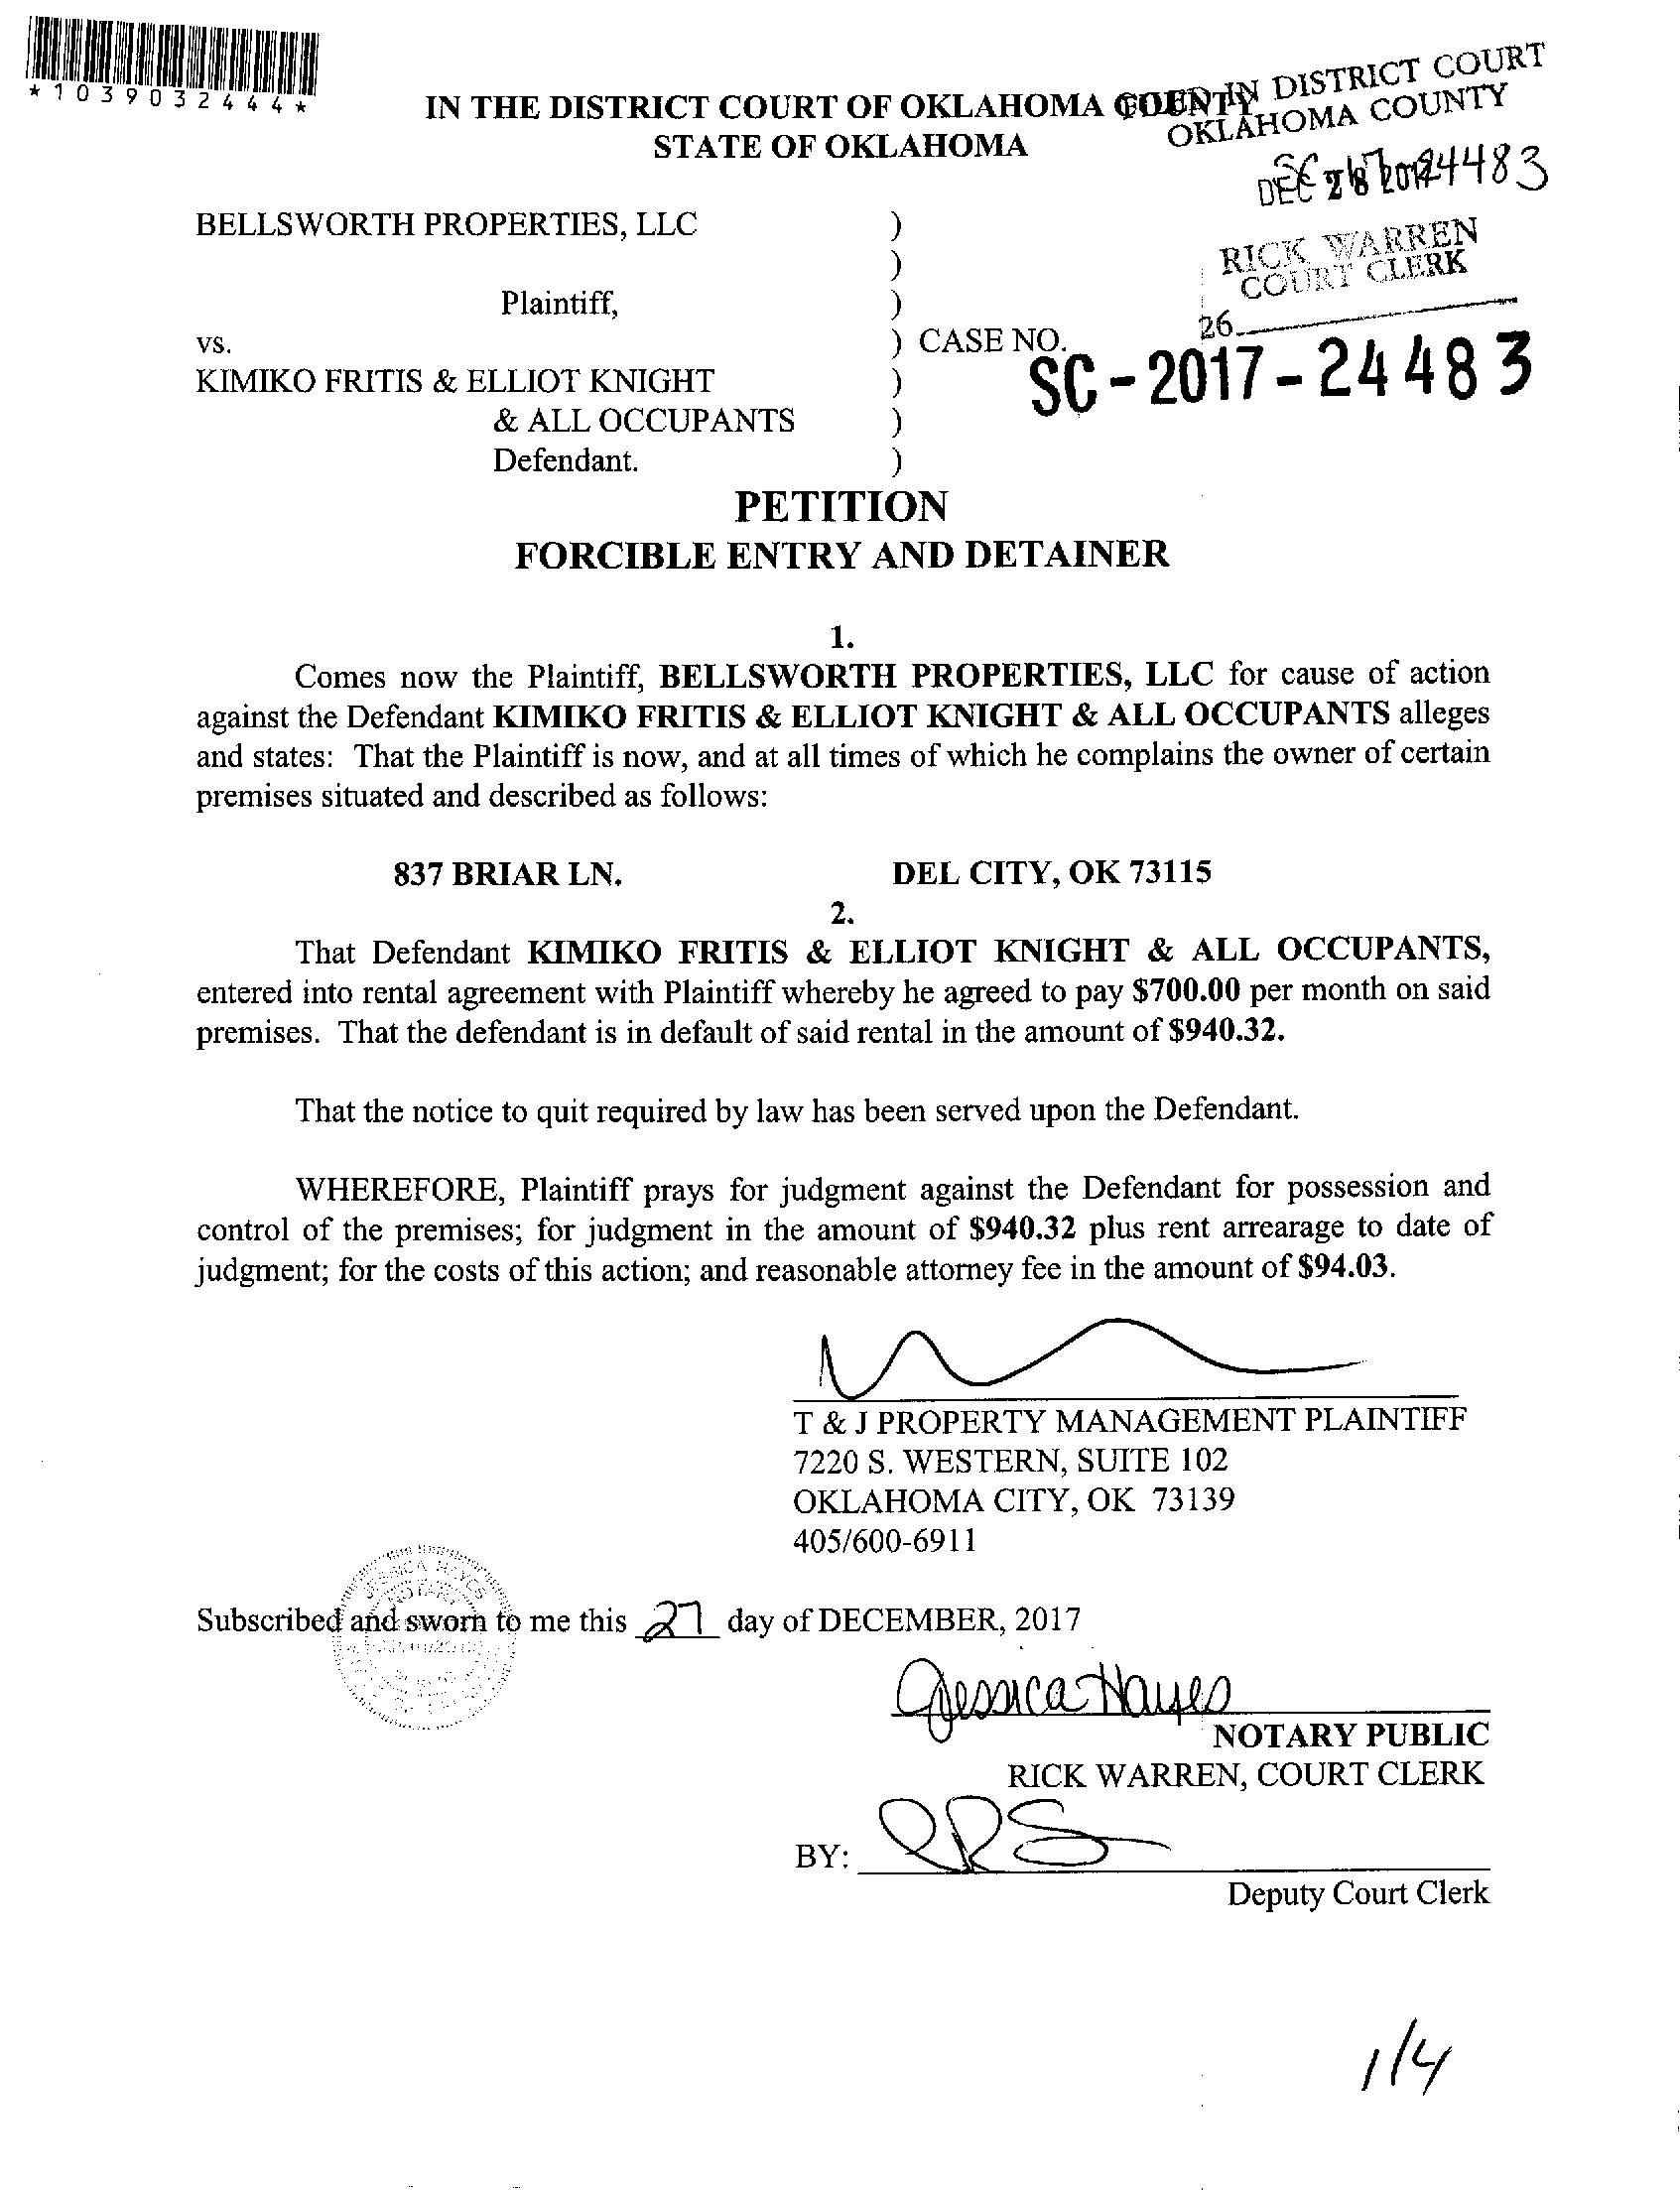 *1039032444*
FILED IN DISTRICT COURT
OKLAHOMA COUNTY
IN THE DISTRICT COURT OF OKLAHOMA COUNTY
STATE OF OKLAHOMA
DEC 28 2017
RICK WARREN
COURT CLERK
26
BELLSWORTH PROPERTIES, LLC )
)
Plaintiff, )
vs. ) CASE NO. SC-2017-24483
KIMIKO FRITIS & ELLIOT KNIGHT )
& ALL OCCUPANTS )
Defendant. )
PETITION
FORCIBLE ENTRY AND DETAINER
1.
Comes now the Plaintiff, BELLSWORTH PROPERTIES, LLC for cause of action
against the Defendant KIMIKO FRITIS & ELLIOT KNIGHT & ALL OCCUPANTS alleges
and states: That the Plaintiff is now, and at all times of which he complains the owner of certain
premises situated and described as follows:
837 BRIAR LN. DEL CITY, OK 73115
2.
That Defendant KIMIKO FRITIS & ELLIOT KNIGHT & ALL OCCUPANTS,
entered into rental agreement with Plaintiff whereby he agreed to pay $700.00 per month on said
premises. That the defendant is in default of said rental in the amount of $940.32.
That the notice to quit required by law has been served upon the Defendant.
WHEREFORE, Plaintiff prays for judgment against the Defendant for possession and
control of the premises; for judgment in the amount of $940.32 plus rent arrearage to date of
judgment; for the costs of this action; and reasonable attorney fee in the amount of $94.03.
T & J PROPERTY MANAGEMENT PLAINTIFF
7220 S. WESTERN, SUITE 102
OKLAHOMA CITY, OK 73139
405/600-6911
Subscribed and sworn to me this 27 day of DECEMBER, 2017
Jessica Hayes
NOTARY PUBLIC
RICK WARREN, COURT CLERK
BY:
Deputy Court Clerk
1/4